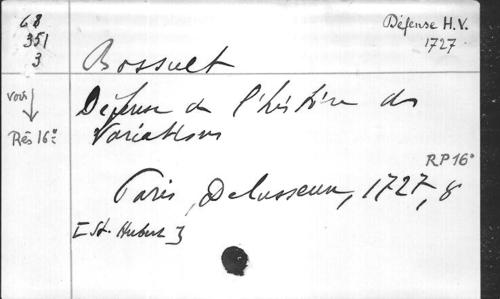 68
351
3
Défense H.V.
1727
Bossuet
voir
Rés 16°
Défense de l'histoire des
Variations
RP 16°
Paris, Delusseux, 1727, 8
[St. Hubert]